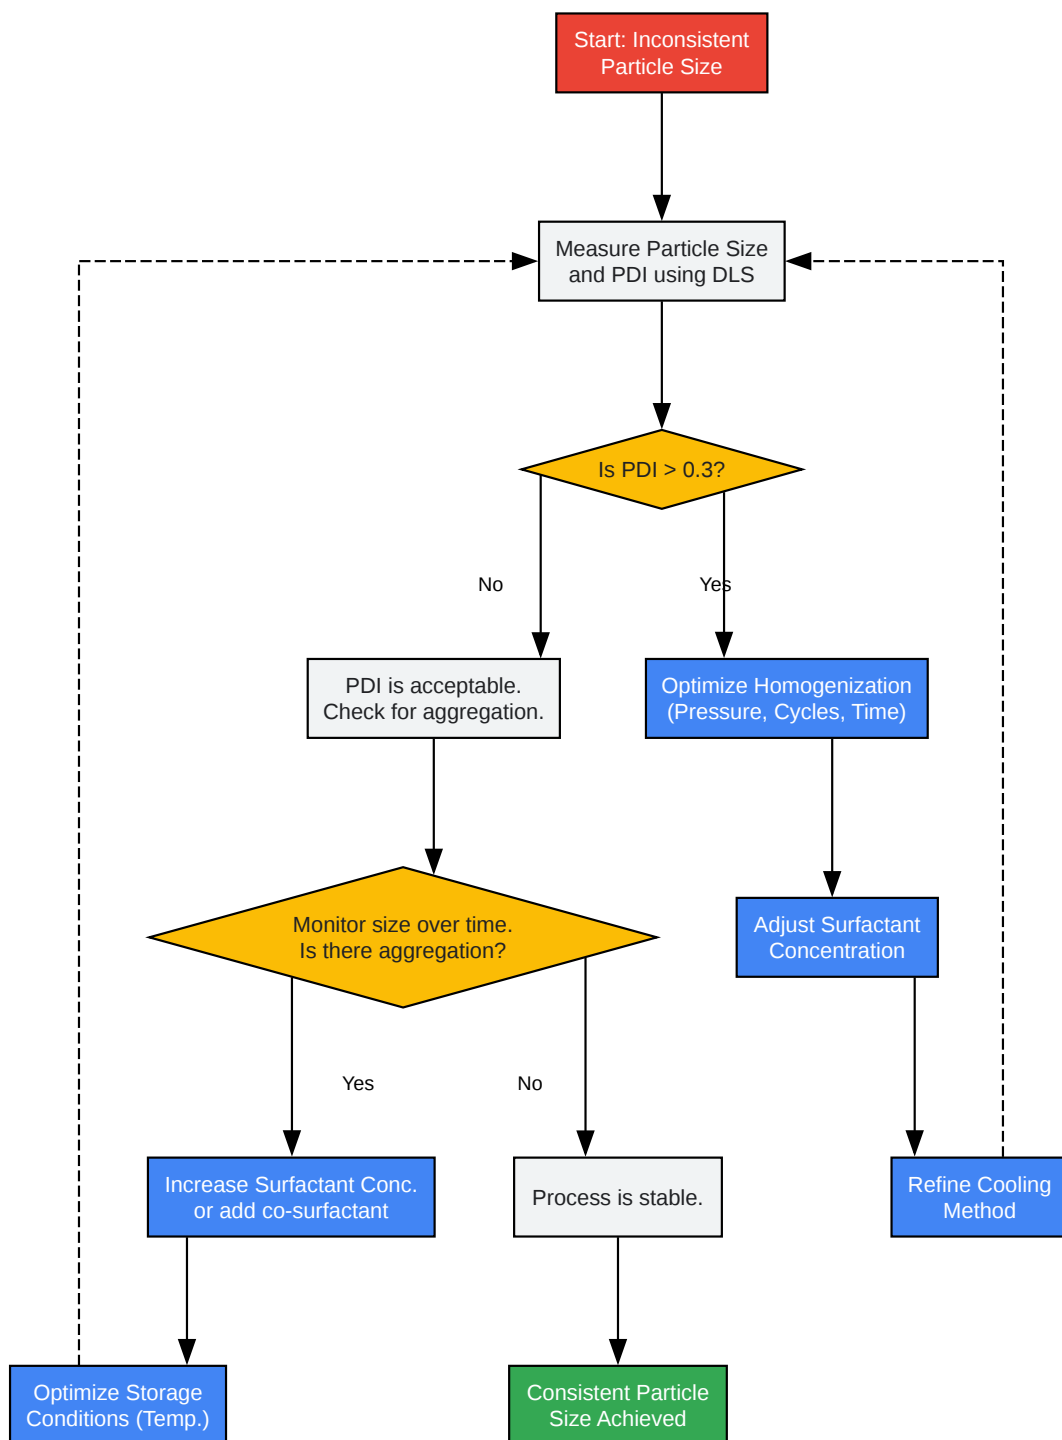 Start: Inconsistent
Particle Size
Measure Particle Size
and PDI using DLS
Is PDI > 0.3?
No
Yes
PDI is acceptable.
Check for aggregation.
Optimize Homogenization
(Pressure, Cycles, Time)
Monitor size over time.
Is there aggregation?
Adjust Surfactant
Concentration
Yes
No
Increase Surfactant Conc.
or add co-surfactant
Process is stable.
Refine Cooling
Method
Optimize Storage
Conditions (Temp.)
Consistent Particle
Size Achieved